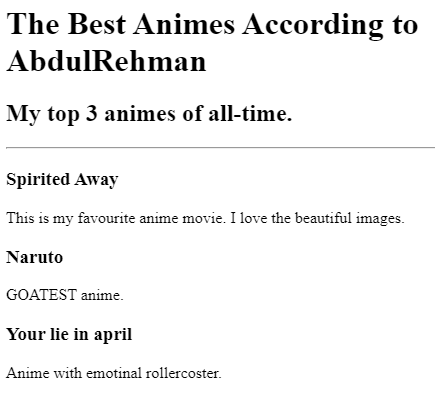 The Best Animes According to
AbdulRehman
My top 3 animes of all-time.
Spirited Away
This is my favourite anime movie. I love the beautiful images.
Naruto
GOATEST anime.
Your lie in april
Anime with emotinal rollercoster.